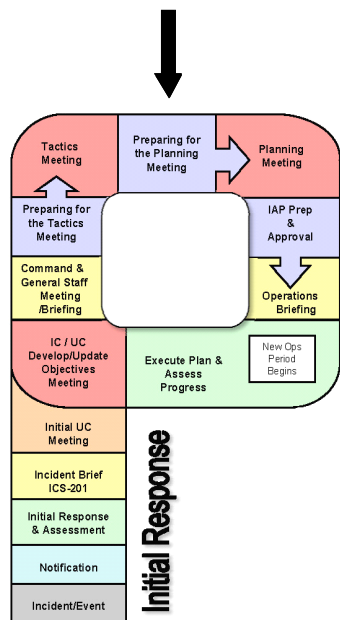 Tactics
Meeting
Preparing for
the Planning
Meeting
Planning
Meeting
Preparing for
the Tactics
Meeting
IAP Prep
&
Approval
Command &
General Staff
Meeting
/Briefing
Operations
Briefing
IC / UC
Develop/Update
Objectives
Meeting
Execute Plan &
Assess
Progress
New Ops
Period
Begins
Initial UC
Meeting
Incident Brief
ICS-201
Initial Response
& Assessment
Notification
Incident/Event
Initial Response